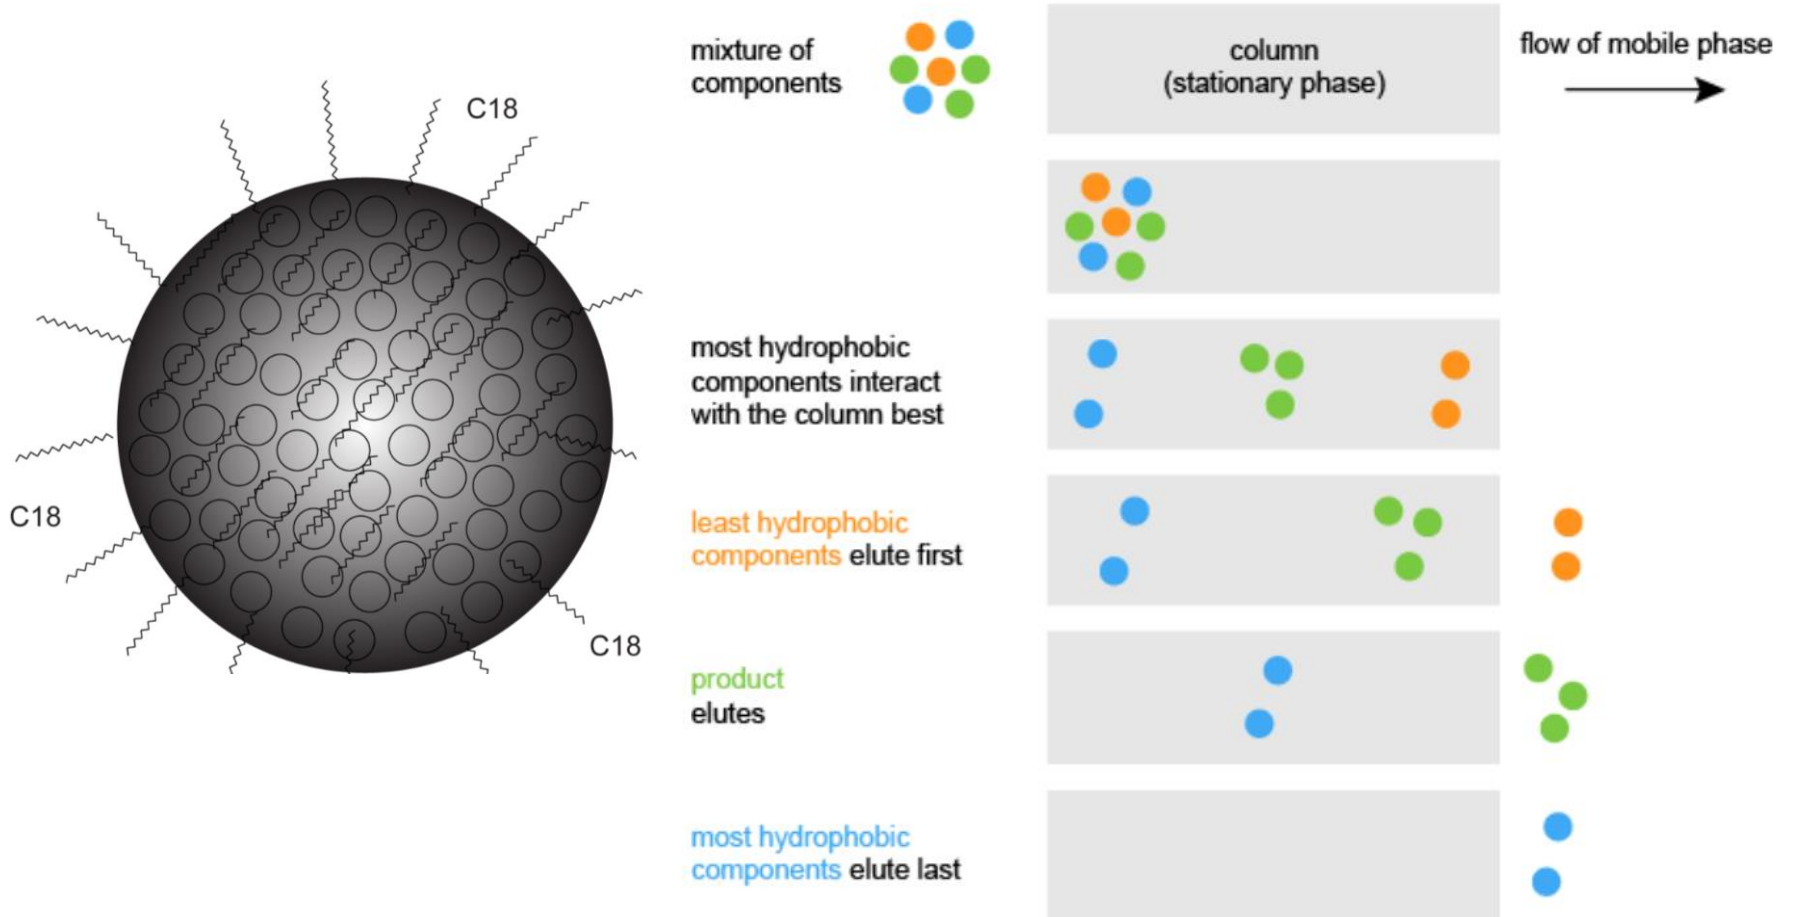 C18
C18
C18
mixture of
components
column
(stationary phase)
flow of mobile phase
most hydrophobic
components interact
with the column best
least hydrophobic
components elute first
product
elutes
most hydrophobic
components elute last